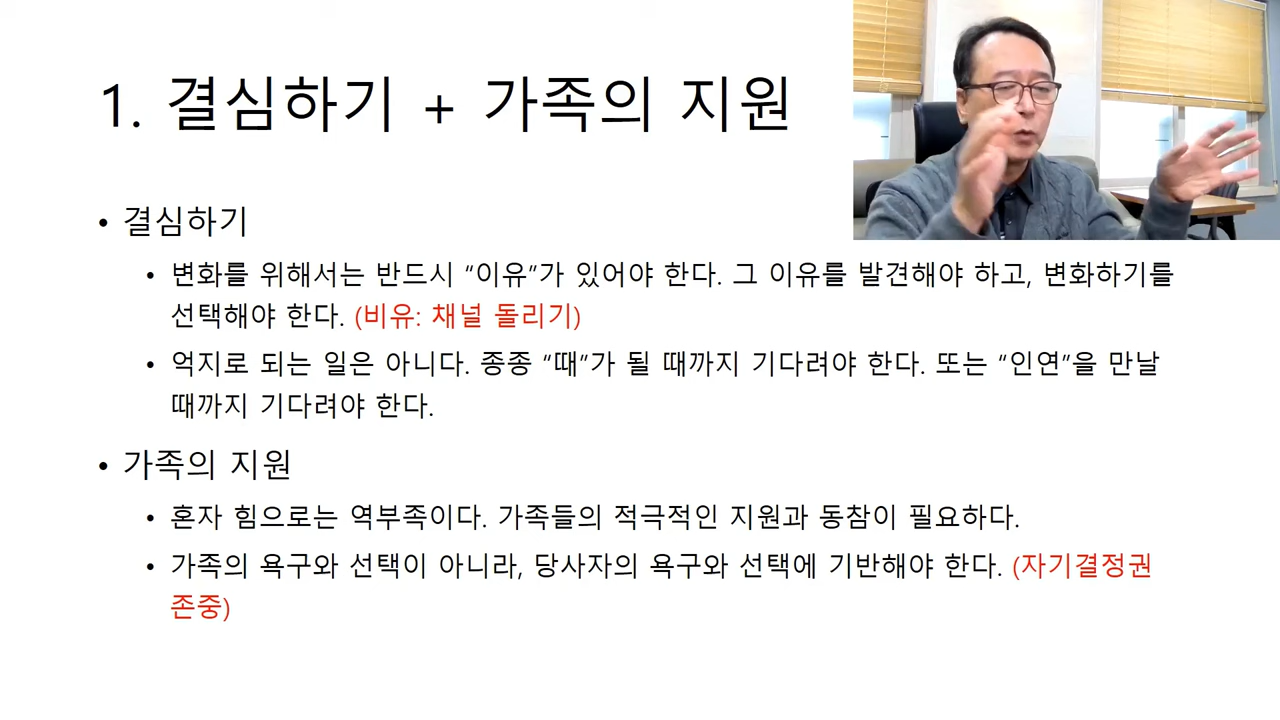 1. 결심하기 + 가족의 지원
• 결심하기
• 변화를 위해서는 반드시 “이유”가 있어야 한다. 그 이유를 발견해야 하고, 변화하기를
선택해야 한다. (비유: 채널 돌리기)
• 억지로 되는 일은 아니다. 종종 “때”가 될 때까지 기다려야 한다. 또는 “인연”을 만날
때까지 기다려야 한다.
• 가족의 지원
• 혼자 힘으로는 역부족이다. 가족들의 적극적인 지원과 동참이 필요하다.
• 가족의 욕구와 선택이 아니라, 당사자의 욕구와 선택에 기반해야 한다. (자기결정권
존중)